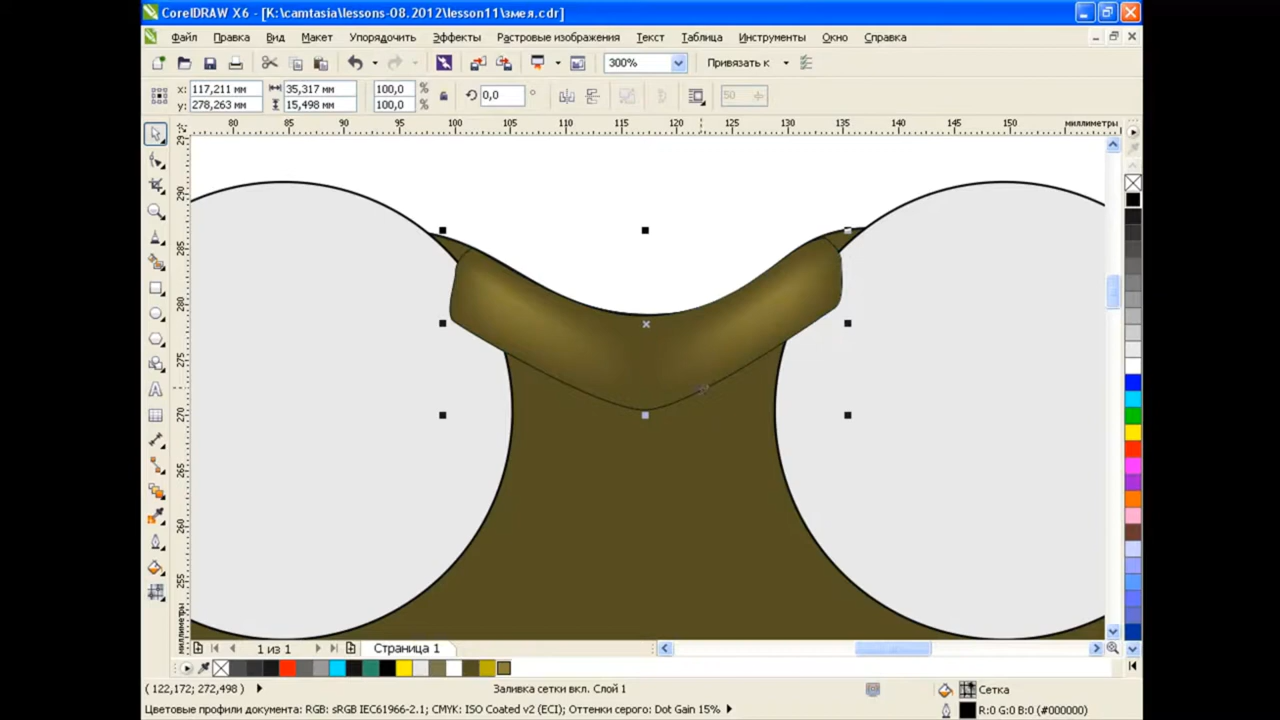 CorelDRAW X6 - [K:\camtasia\lessons-08.2012\lesson11\змея.cdr]
Файл Правка Вид Макет Упорядочить Эффекты Растровые изображения Текст Таблица Инструменты Окно Справка
300% Привязать к
x: 117,211 мм 35,317 мм 100,0 % 0,0 ° 50
y: 278,263 мм 15,498 мм 100,0 %
80 85 90 95 100 105 110 115 120 125 130 135 140 145 150 миллиметры
290
285
280
275
270
265
260
255
миллиметры
1 из 1 Страница 1
( 122,172; 272,498 ) Заливка сетки вкл. Слой 1 Сетка
Цветовые профили документа: RGB: sRGB IEC61966-2.1; CMYK: ISO Coated v2 (ECI); Оттенки серого: Dot Gain 15% R:0 G:0 B:0 (#000000)